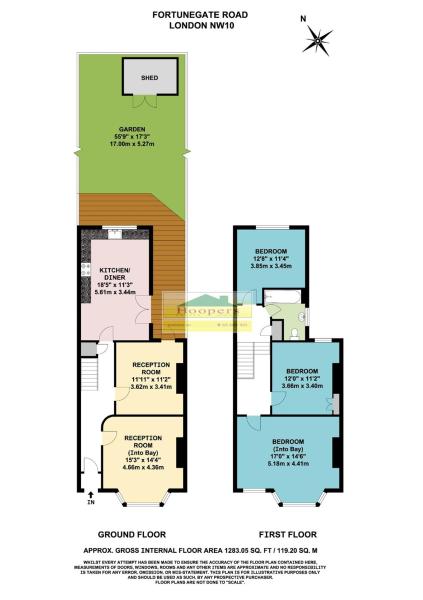 FORTUNEGATE ROAD
LONDON NW10
N
SHED
GARDEN
55'9" x 17'3"
17.00m x 5.27m
KITCHEN/
DINER
18'5" x 11'3"
5.61m x 3.44m
BEDROOM
12'8" x 11'4"
3.85m x 3.45m
Hoopers
RECEPTION
ROOM
11'11" x 11'2"
3.62m x 3.41m
BEDROOM
12'0" x 11'2"
3.66m x 3.40m
RECEPTION
ROOM
(Into Bay)
15'3" x 14'4"
4.66m x 4.36m
BEDROOM
(Into Bay)
17'0" x 14'6"
5.18m x 4.41m
IN
GROUND FLOOR
FIRST FLOOR
APPROX. GROSS INTERNAL FLOOR AREA 1283.05 SQ. FT / 119.20 SQ. M
WHILST EVERY ATTEMPT HAS BEEN MADE TO ENSURE THE ACCURACY OF THE FLOOR PLAN CONTAINED HERE,
MEASUREMENTS OF DOORS, WINDOWS, ROOMS AND ANY OTHER ITEMS ARE APPROXIMATE AND NO RESPONSIBILITY
IS TAKEN FOR ANY ERROR, OMISSION, OR MIS-STATEMENT. THIS PLAN IS FOR ILLUSTRATIVE PURPOSES ONLY
AND SHOULD BE USED AS SUCH, BY ANY PROSPECTIVE PURCHASER.
FLOOR PLANS ARE NOT DONE TO "SCALE".